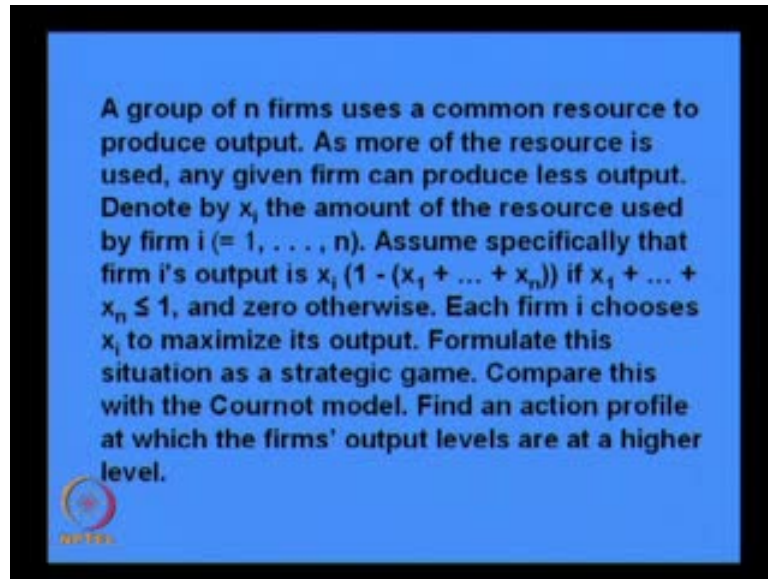 A group of n firms uses a common resource to
produce output. As more of the resource is
used, any given firm can produce less output.
Denote by xᵢ the amount of the resource used
by firm i (= 1, . . . , n). Assume specifically that
firm i's output is xᵢ (1 - (x₁ + ... + xₙ)) if x₁ + ... +
xₙ ≤ 1, and zero otherwise. Each firm i chooses
xᵢ to maximize its output. Formulate this
situation as a strategic game. Compare this
with the Cournot model. Find an action profile
at which the firms' output levels are at a higher
level.
NPTEL